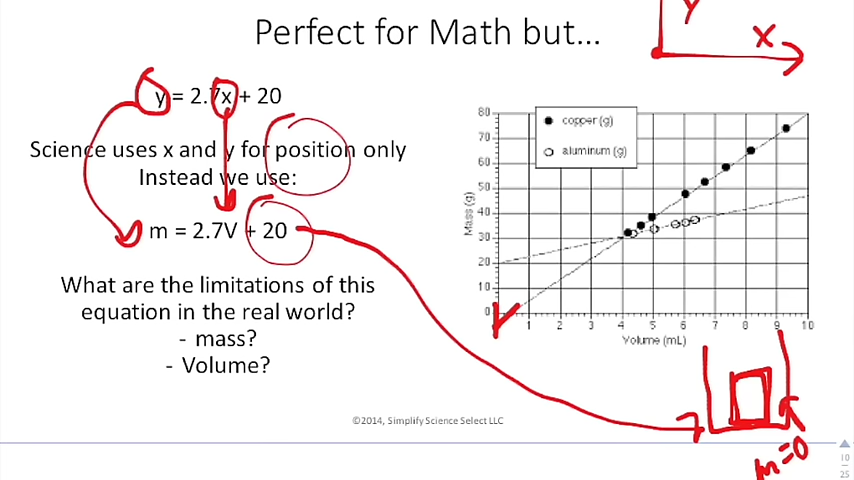 Perfect for Math but...
y
x
y = 2.7x + 20
Science uses x and y for position only
Instead we use:
m = 2.7V + 20
What are the limitations of this
equation in the real world?
- mass?
- Volume?
copper (g)
aluminum (g)
Mass (g)
80
70
60
50
40
30
20
10
0
1 2 3 4 5 6 7 8 9 10
Volume (mL)
m=0
©2014, Simplify Science Select LLC
10
25